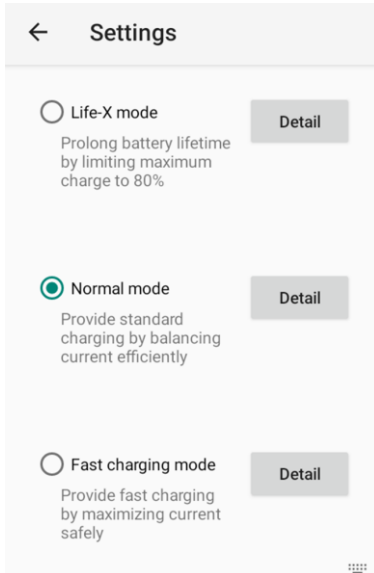 Settings
Life-X mode
Detail
Prolong battery lifetime
by limiting maximum
charge to 80%
Normal mode
Detail
Provide standard
charging by balancing
current efficiently
Fast charging mode
Detail
Provide fast charging
by maximizing current
safely